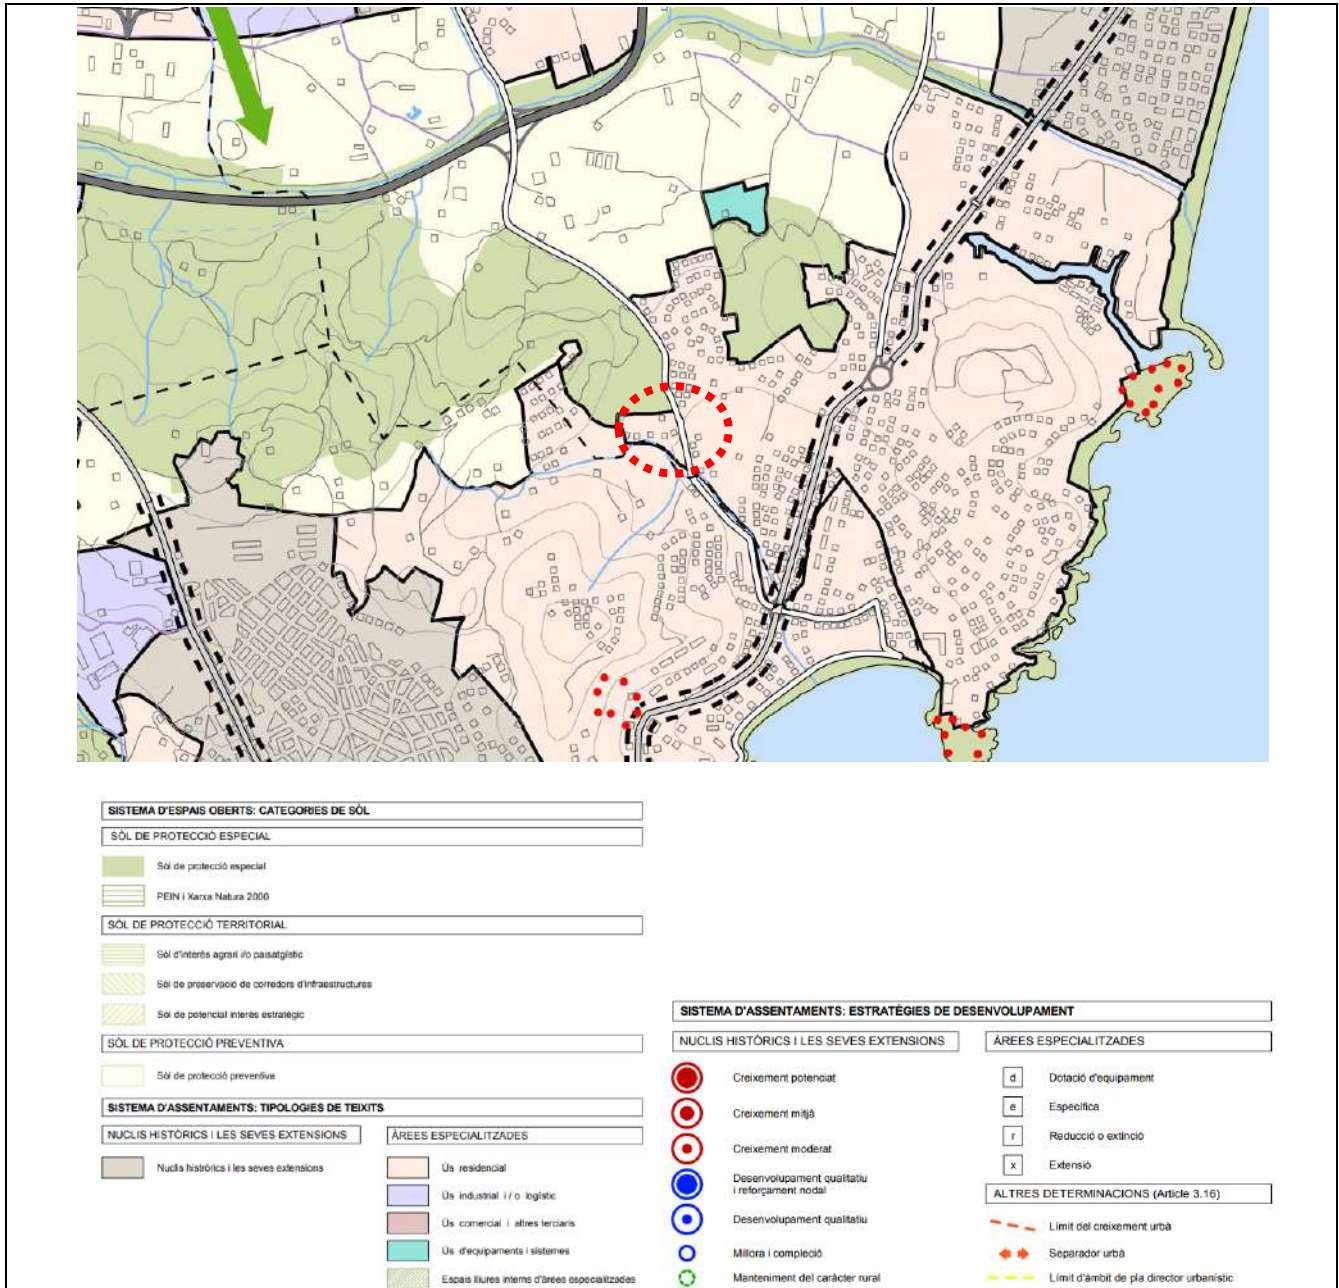 SISTEMA D'ESPAIS OBERTS: CATEGORIES DE SÒL
SÒL DE PROTECCIÓ ESPECIAL
Sòl de protecció especial
PEIN i Xarxa Natura 2000
SÒL DE PROTECCIÓ TERRITORIAL
Sòl d'interès agrari i/o paisatgístic
Sòl de preservació de corredors d'infraestructures
Sòl de potencial interès estratègic
SÒL DE PROTECCIÓ PREVENTIVA
Sòl de protecció preventiva
SISTEMA D'ASSENTAMENTS: TIPOLOGIES DE TEIXITS
NUCLIS HISTÒRICS I LES SEVES EXTENSIONS
Nuclis històrics i les seves extensions
ÀREES ESPECIALITZADES
Ús residencial
Ús industrial i / o logístic
Ús comercial i altres terciaris
Ús d'equipaments i sistemes
Espais lliures interns d'àrees especialitzades
SISTEMA D'ASSENTAMENTS: ESTRATÈGIES DE DESENVOLUPAMENT
NUCLIS HISTÒRICS I LES SEVES EXTENSIONS
Creixement potenciat
Creixement mitjà
Creixement moderat
Desenvolupament qualitatiu
i reforçament nodal
Desenvolupament qualitatiu
Millora i compleció
Manteniment del caràcter rural
ÀREES ESPECIALITZADES
d Dotació d'equipament
e Específica
r Reducció o extinció
x Extensió
ALTRES DETERMINACIONS (Article 3.16)
Límit del creixement urbà
Separador urbà
Límit d'àmbit de pla director urbanístic